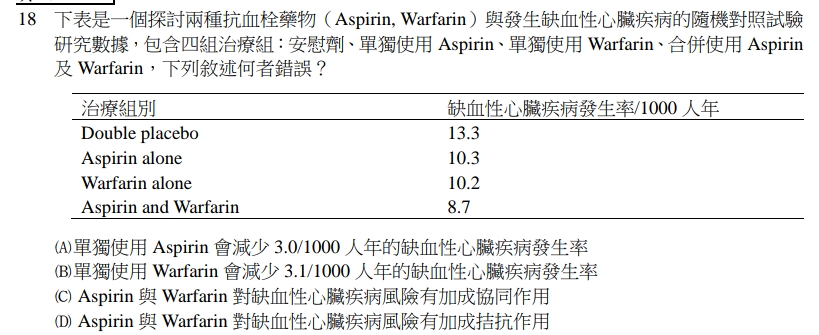 18 下表是一個探討兩種抗血栓藥物（Aspirin, Warfarin）與發生缺血性心臟疾病的隨機對照試驗
研究數據，包含四組治療組：安慰劑、單獨使用 Aspirin、單獨使用 Warfarin、合併使用 Aspirin
及 Warfarin，下列敘述何者錯誤？
治療組別 缺血性心臟疾病發生率/1000 人年
Double placebo 13.3
Aspirin alone 10.3
Warfarin alone 10.2
Aspirin and Warfarin 8.7
(A)單獨使用 Aspirin 會減少 3.0/1000 人年的缺血性心臟疾病發生率
(B)單獨使用 Warfarin 會減少 3.1/1000 人年的缺血性心臟疾病發生率
(C) Aspirin 與 Warfarin 對缺血性心臟疾病風險有加成協同作用
(D) Aspirin 與 Warfarin 對缺血性心臟疾病風險有加成拮抗作用